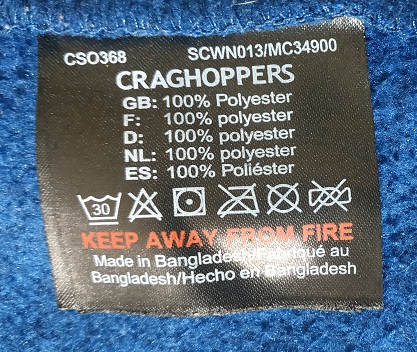 CSO368 SCWN013/MC34900
CRAGHOPPERS
GB: 100% Polyester
F: 100% Polyester
D: 100% polyester
NL: 100% polyester
ES: 100% Poliéster
30
KEEP AWAY FROM FIRE
Made in Bangladesh/Fabriqué au
Bangladesh/Hecho en Bangladesh